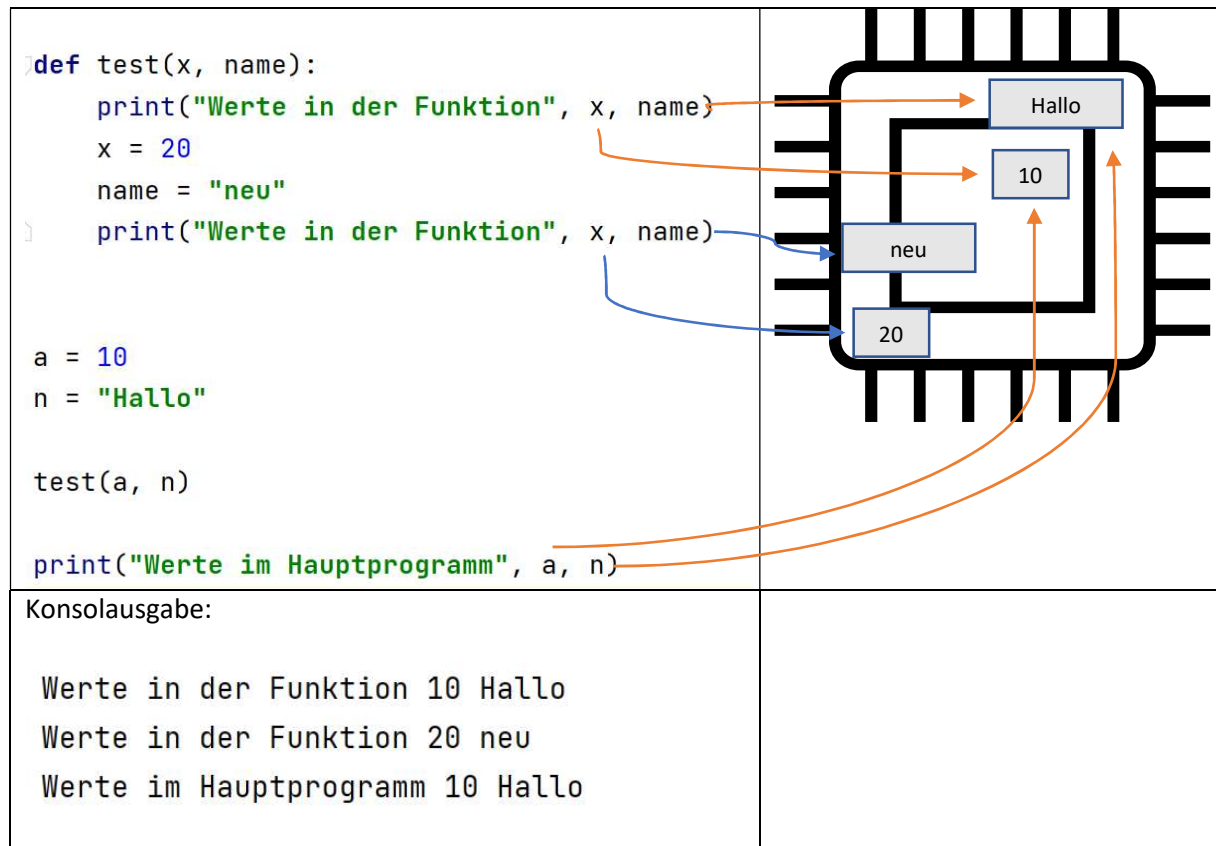 def test(x, name):
    print("Werte in der Funktion", x, name)
    x = 20
    name = "neu"
    print("Werte in der Funktion", x, name)
a = 10
n = "Hallo"
test(a, n)
print("Werte im Hauptprogramm", a, n)
Hallo
10
neu
20
Konsolausgabe:
Werte in der Funktion 10 Hallo
Werte in der Funktion 20 neu
Werte im Hauptprogramm 10 Hallo